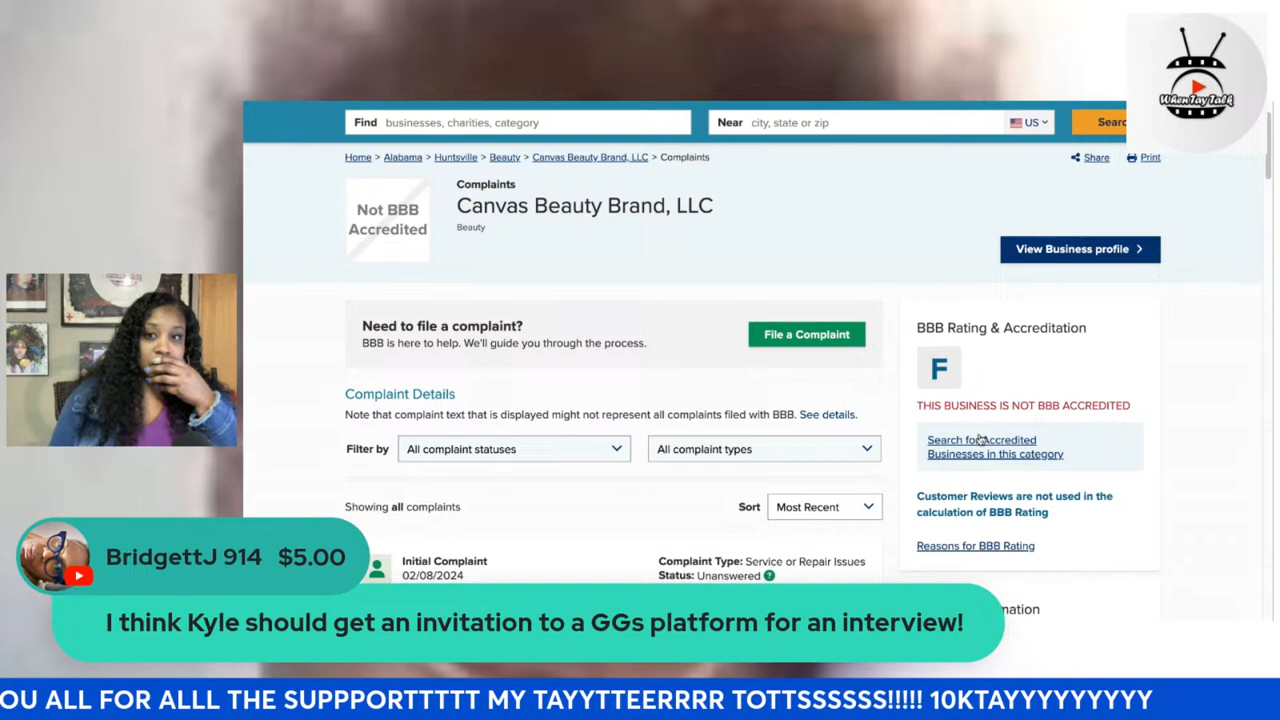 WhenTayTalk
Find businesses, charities, category
Near city, state or zip
US
Searc
Home > Alabama > Huntsville > Beauty > Canvas Beauty Brand, LLC > Complaints
Share
Print
Not BBB
Accredited
Complaints
Canvas Beauty Brand, LLC
Beauty
View Business profile
Need to file a complaint?
BBB is here to help. We'll guide you through the process.
File a Complaint
BBB Rating & Accreditation
F
THIS BUSINESS IS NOT BBB ACCREDITED
Search for Accredited
Businesses in this category
Customer Reviews are not used in the
calculation of BBB Rating
Reasons for BBB Rating
Complaint Details
Note that complaint text that is displayed might not represent all complaints filed with BBB. See details.
Filter by
All complaint statuses
All complaint types
Showing all complaints
Sort
Most Recent
Initial Complaint
02/08/2024
Complaint Type: Service or Repair Issues
Status: Unanswered
mation
BridgettJ 914 $5.00
I think Kyle should get an invitation to a GGs platform for an interview!
OU ALL FOR ALLL THE SUPPPORTTTTT MY TAYYTTEERRRR TOTTSSSSSS!!!!! 10KTAYYYYYYYYY